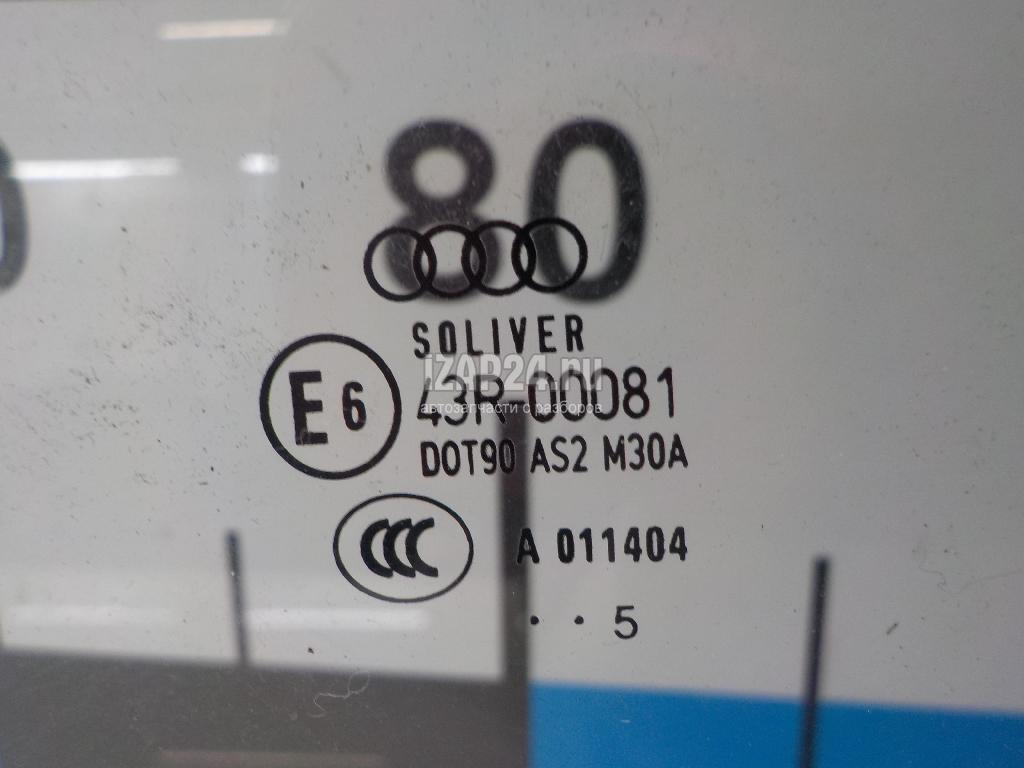 80
SOLIVER
iZAP24.ru
E6 43R-00081
автозапчасти с разборов
DOT90 AS2 M30A
CCC A 011404
· · 5